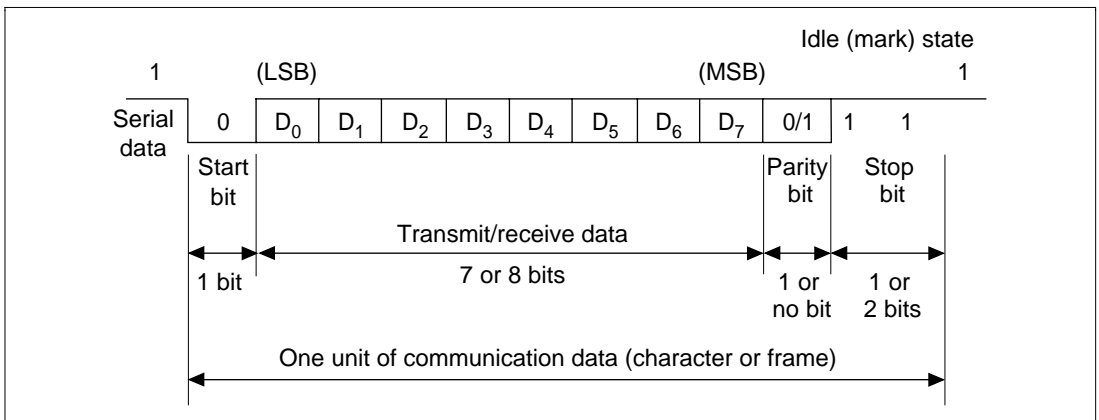 Idle (mark) state
1 (LSB) (MSB) 1
Serial data 0 D0 D1 D2 D3 D4 D5 D6 D7 0/1 1 1
Start bit Parity bit Stop bit
Transmit/receive data
1 bit 7 or 8 bits 1 or no bit 1 or 2 bits
One unit of communication data (character or frame)